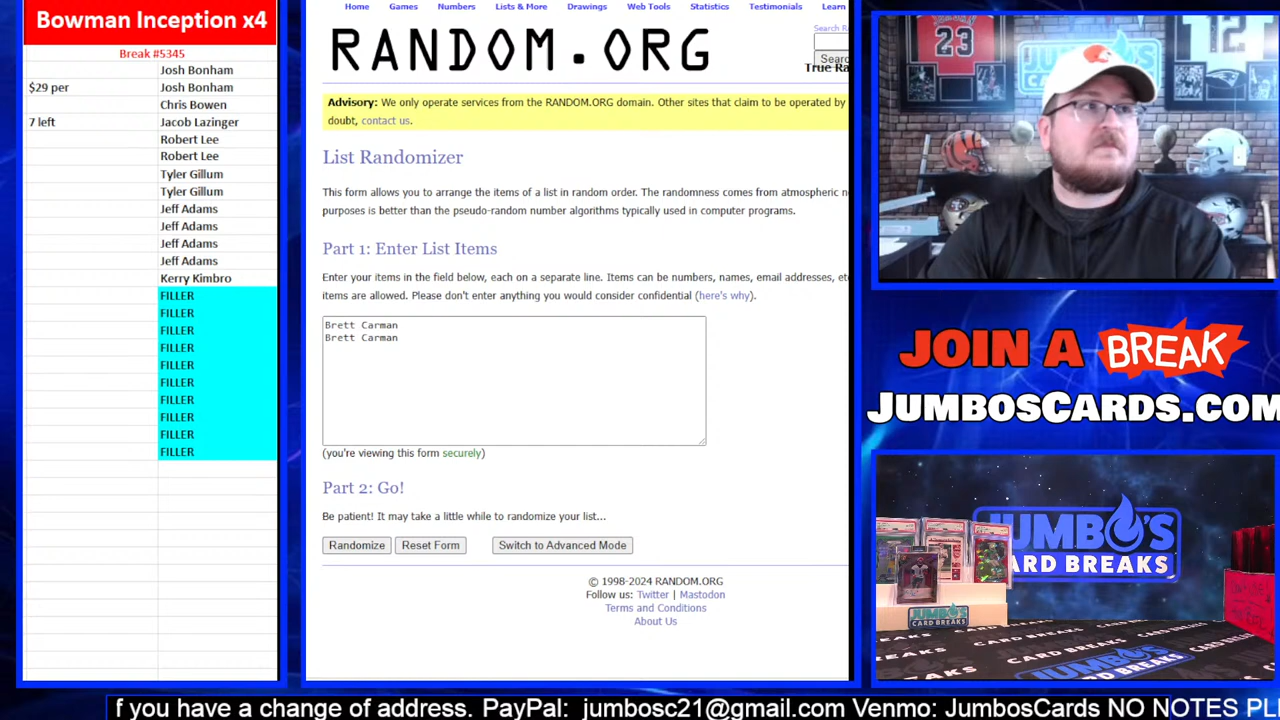 Bowman Inception x4
Break #5345
Josh Bonham
$29 per Josh Bonham
Chris Bowen
7 left Jacob Lazinger
Robert Lee
Robert Lee
Tyler Gillum
Tyler Gillum
Jeff Adams
Jeff Adams
Jeff Adams
Jeff Adams
Kerry Kimbro
FILLER
FILLER
FILLER
FILLER
FILLER
FILLER
FILLER
FILLER
FILLER
FILLER
Home Games Numbers Lists & More Drawings Web Tools Statistics Testimonials Learn
RANDOM.ORG
Search R
Searc
True Ra
Advisory: We only operate services from the RANDOM.ORG domain. Other sites that claim to be operated by
doubt, contact us.
List Randomizer
This form allows you to arrange the items of a list in random order. The randomness comes from atmospheric n
purposes is better than the pseudo-random number algorithms typically used in computer programs.
Part 1: Enter List Items
Enter your items in the field below, each on a separate line. Items can be numbers, names, email addresses, etc
items are allowed. Please don't enter anything you would consider confidential (here's why).
Brett Carman
Brett Carman
(you're viewing this form securely)
Part 2: Go!
Be patient! It may take a little while to randomize your list...
Randomize Reset Form Switch to Advanced Mode
© 1998-2024 RANDOM.ORG
Follow us: Twitter | Mastodon
Terms and Conditions
About Us
23
12
JOIN A BREAK
JUMBOSCARDS.COM
JUMBO'S
CARD BREAKS
JUMBO'S
CARD BREAKS
CARD BREAKS
f you have a change of address. PayPal: jumbosc21@gmail.com Venmo: JumbosCards NO NOTES PL